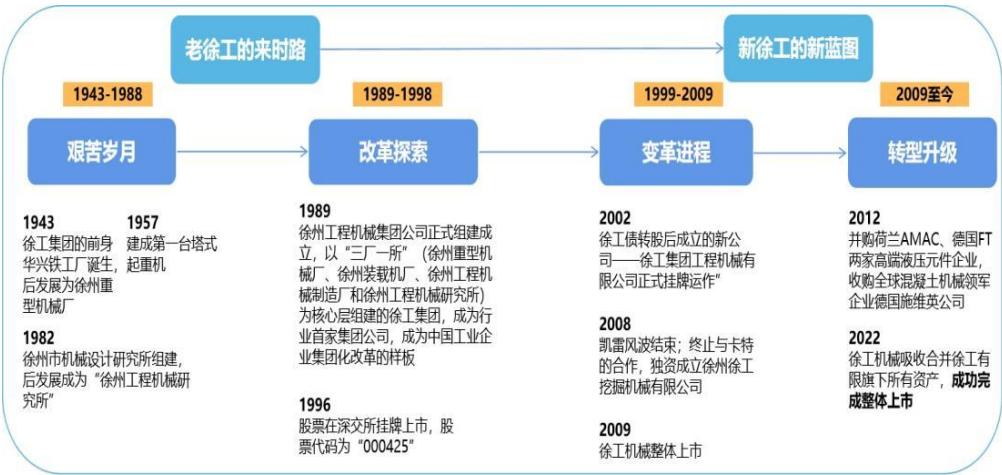 老徐工的来时路
新徐工的新蓝图
1943-1988
1989-1998
1999-2009
2009至今
艰苦岁月
改革探索
变革进程
转型升级
1943
徐工集团的前身
华兴铁工厂诞生，
后发展为徐州重
型机械厂
1957
建成第一台塔式
起重机
1982
徐州市机械设计研究所组建，
后发展成为“徐州工程机械研
究所”
1989
徐州工程机械集团公司正式组建成
立，以“三厂一所”（徐州重型机
械厂、徐州装载机厂、徐州工程机
械制造厂和徐州工程机械研究所）
为核心层组建的徐工集团，成为行
业首家集团公司，成为中国工业企
业集团化改革的样板
1996
股票在深交所挂牌上市，股
票代码为“000425”
2002
徐工债转股后成立的新公
司——徐工集团工程机械有
限公司正式挂牌运作”
2008
凯雷风波结束；终止与卡特
的合作，独资成立徐州徐工
挖掘机械有限公司
2009
徐工机械整体上市
2012
并购荷兰AMAC、德国FT
两家高端液压元件企业，
收购全球混凝土机械领军
企业德国施维英公司
2022
徐工机械吸收合并徐工有
限旗下所有资产，成功完
成整体上市